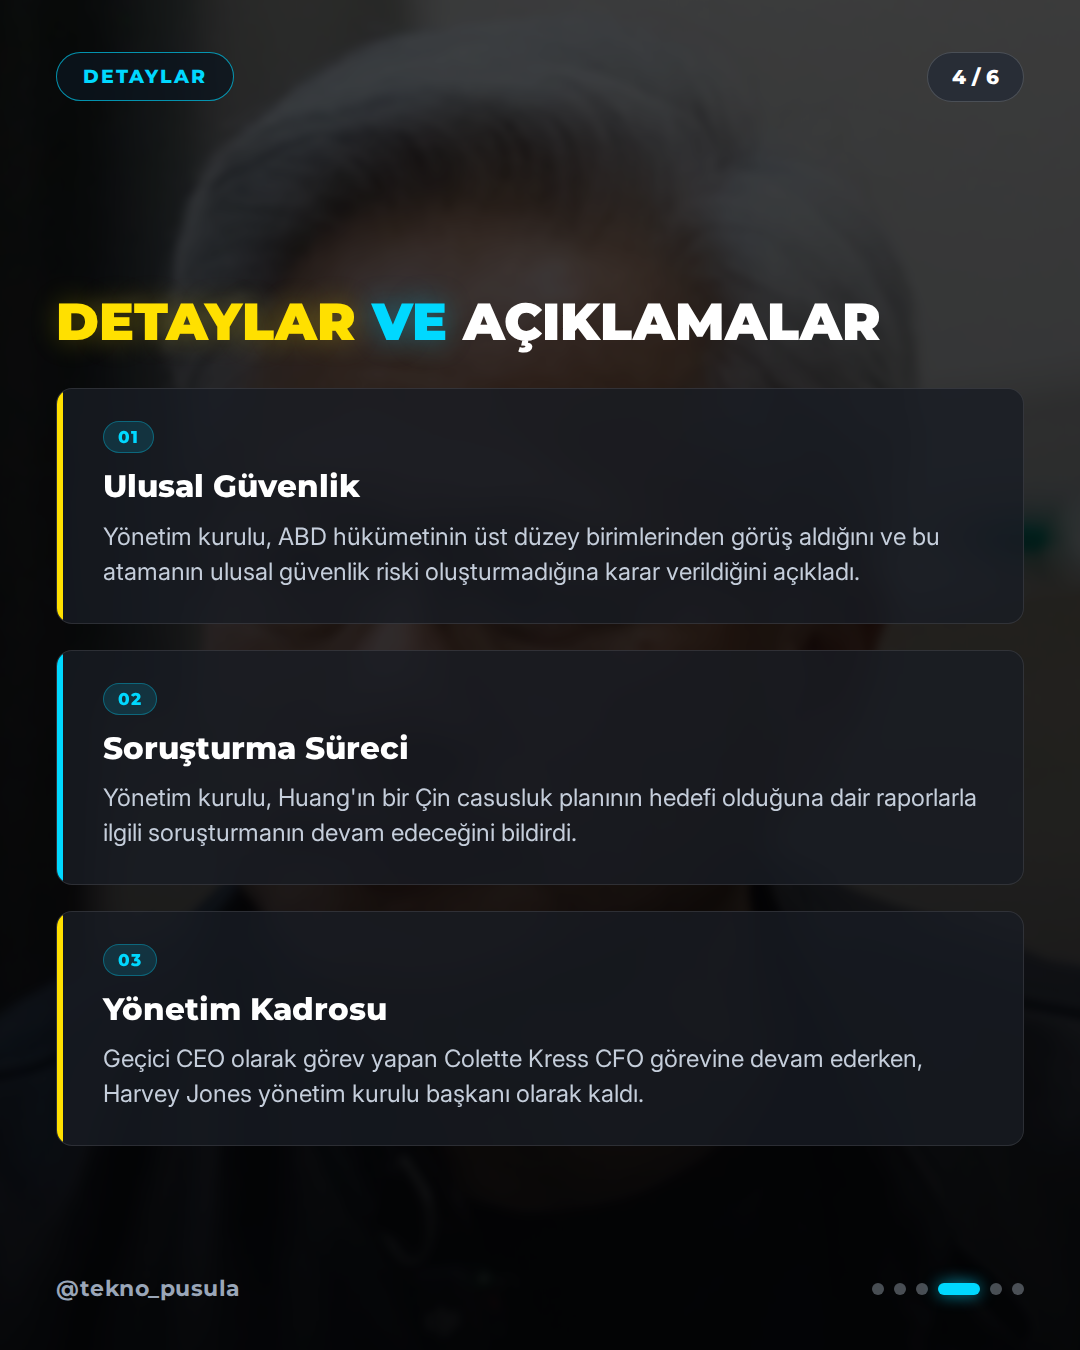 DETAYLAR
4 / 6
DETAYLAR VE AÇIKLAMALAR
01
Ulusal Güvenlik
Yönetim kurulu, ABD hükümetinin üst düzey birimlerinden görüş aldığını ve bu
atamanın ulusal güvenlik riski oluşturmadığına karar verildiğini açıkladı.
02
Soruşturma Süreci
Yönetim kurulu, Huang'ın bir Çin casusluk planının hedefi olduğuna dair raporlarla
ilgili soruşturmanın devam edeceğini bildirdi.
03
Yönetim Kadrosu
Geçici CEO olarak görev yapan Colette Kress CFO görevine devam ederken,
Harvey Jones yönetim kurulu başkanı olarak kaldı.
@tekno_pusula